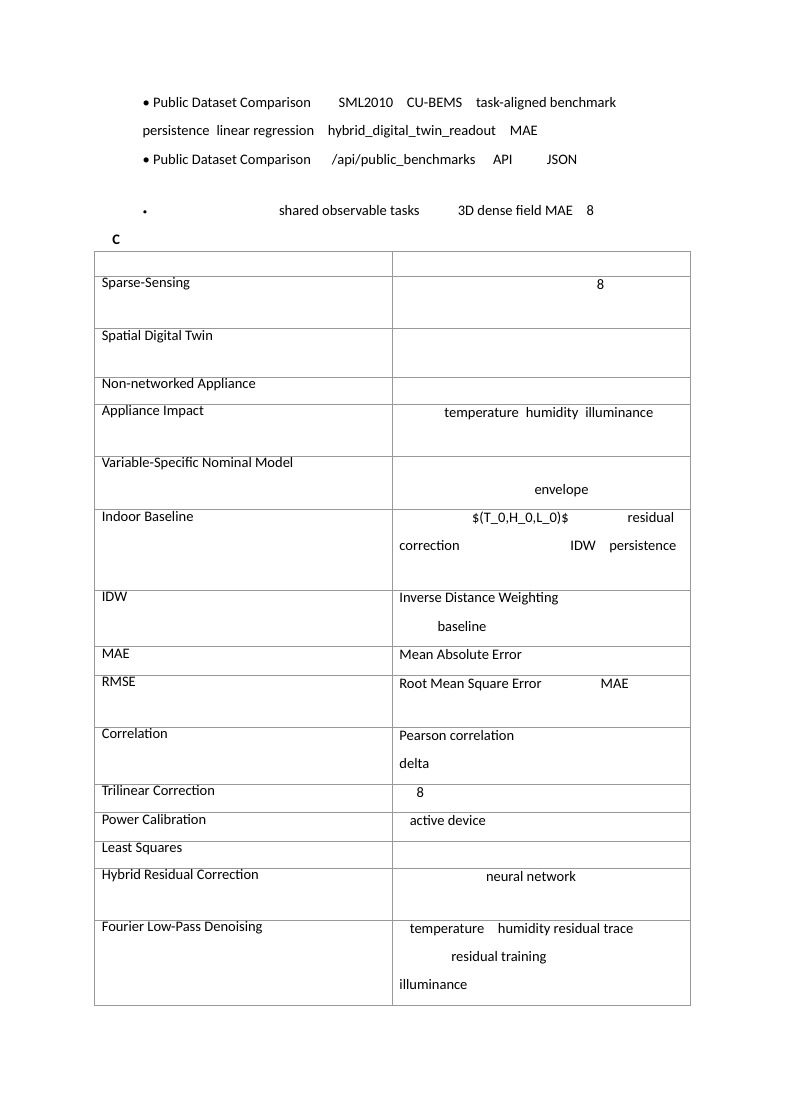 • Public Dataset Comparison SML2010 CU-BEMS task-aligned benchmark
persistence linear regression hybrid_digital_twin_readout MAE
• Public Dataset Comparison /api/public_benchmarks API JSON
• shared observable tasks 3D dense field MAE 8
C
Sparse-Sensing 8
Spatial Digital Twin
Non-networked Appliance
Appliance Impact temperature humidity illuminance
Variable-Specific Nominal Model
envelope
Indoor Baseline $(T_0,H_0,L_0)$ residual
correction IDW persistence
IDW Inverse Distance Weighting
baseline
MAE Mean Absolute Error
RMSE Root Mean Square Error MAE
Correlation Pearson correlation
delta
Trilinear Correction 8
Power Calibration active device
Least Squares
Hybrid Residual Correction neural network
Fourier Low-Pass Denoising temperature humidity residual trace
residual training
illuminance